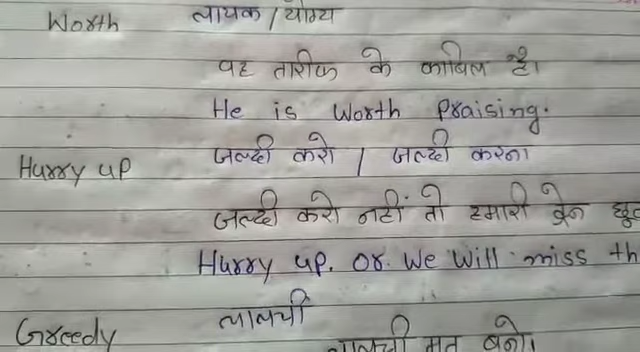 Worth लायक / योग्य
वह तारीफ के काबिल है।
He is Worth Praising.
Hurry up जल्दी करो / जल्दी करना
जल्दी करो नहीं तो हमारी ट्रेन
Hurry up. Or we will miss th
Greedy लालची
लालची मत बनो।